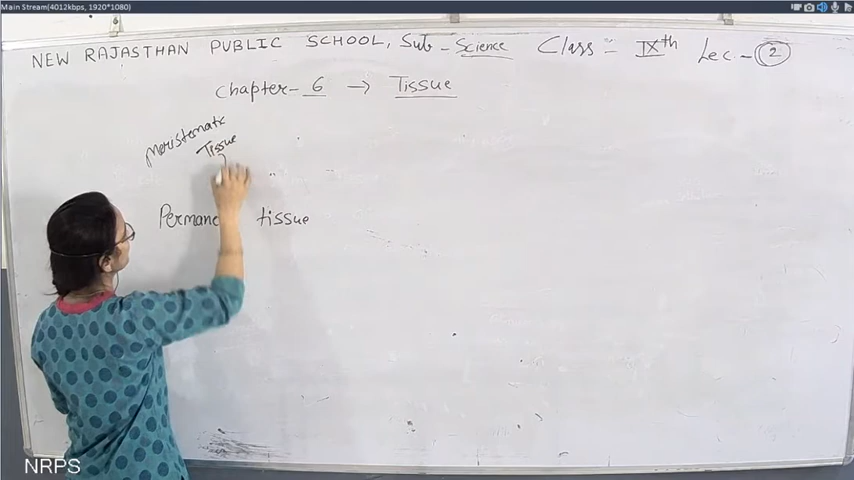 Main Stream(4012kbps, 1920*1080)
NEW RAJASTHAN PUBLIC SCHOOL, Sub - Science Class - IXth Lec. - 2
Chapter - 6 → Tissue
Meristematic
Tissue
tissue
NRPS